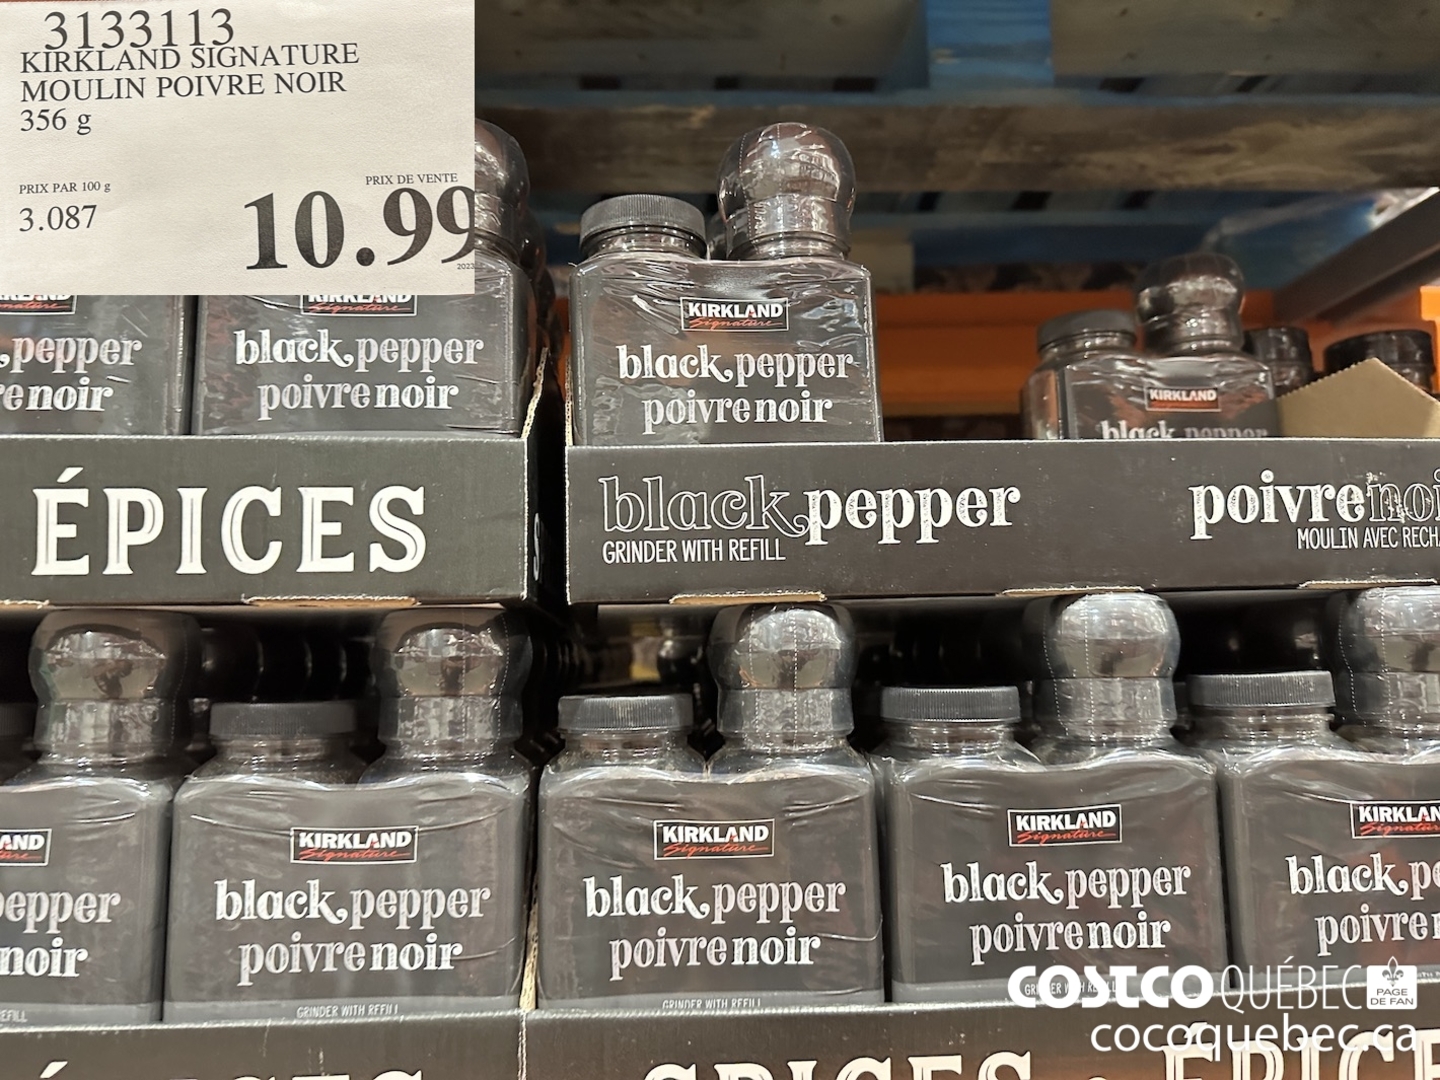 3133113
KIRKLAND SIGNATURE
MOULIN POIVRE NOIR
356 g
PRIX PAR 100 g
3.087
PRIX DE VENTE
10.99
pepper
noir
KIRKLAND
Signature
black pepper
poivre noir
KIRKLAND
Signature
black pepper
poivre noir
KIRKLAND
black pepper
ÉPICES
black pepper
GRINDER WITH REFILL
poivre
MOULIN AVEC
pepper
noir
REFILL
KIRKLAND
Signature
black pepper
poivre noir
GRINDER WITH REFILL
KIRKLAND
Signature
black pepper
poivre noir
GRINDER WITH REFILL
KIRKLAND
Signature
black pepper
poivre noir
black
poivre
COSTCO QUÉBEC
PAGE
DE FAN
cocoquebec.ca